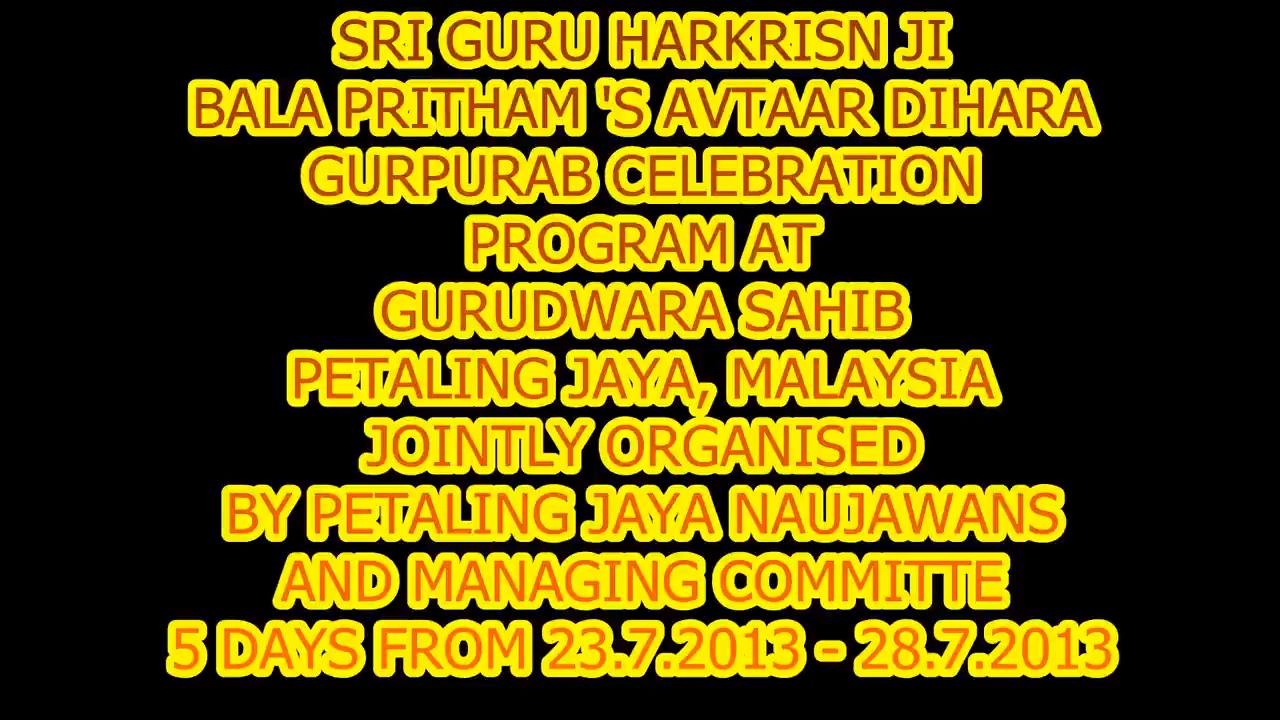 SRI GURU HARKRISN JI
BALA PRITHAM 'S AVTAAR DIHARA
GURPURAB CELEBRATION
PROGRAM AT
GURUDWARA SAHIB
PETALING JAYA, MALAYSIA
JOINTLY ORGANISED
BY PETALING JAYA NAUJAWANS
AND MANAGING COMMITTE
5 DAYS FROM 23.7.2013 - 28.7.2013